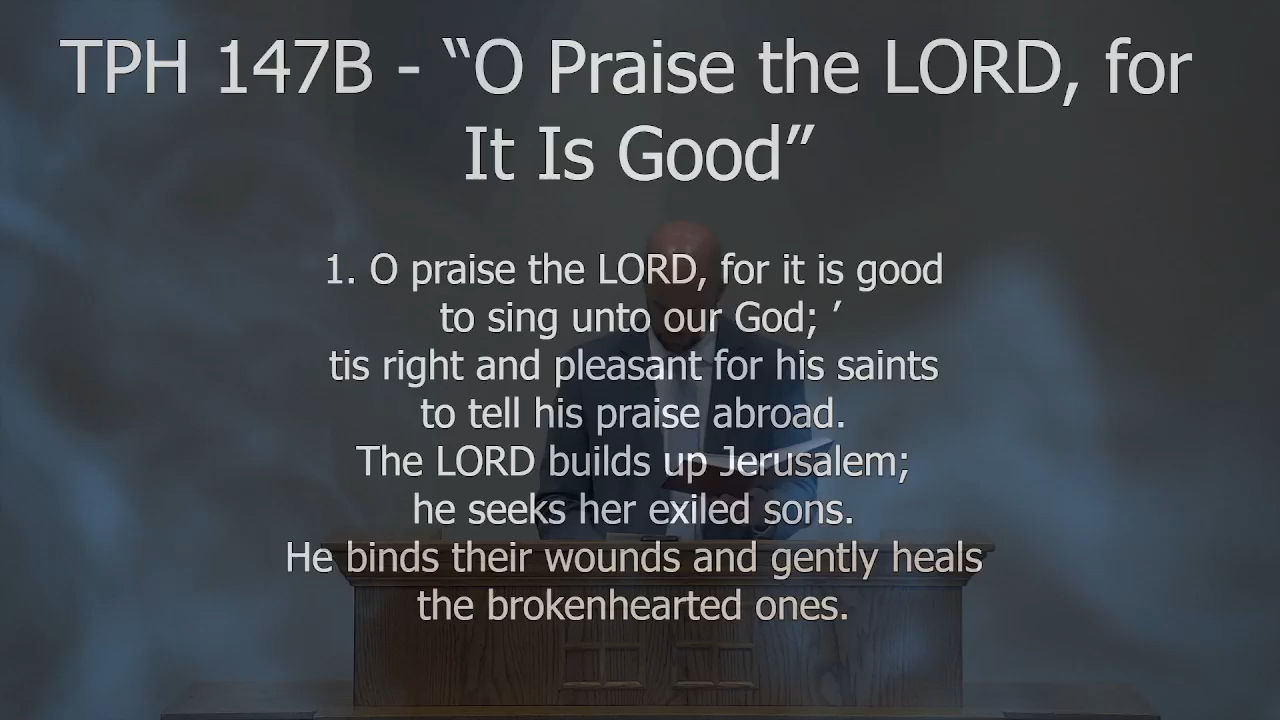 TPH 147B - “O Praise the LORD, for
It Is Good”
1. O praise the LORD, for it is good
to sing unto our God; ’
tis right and pleasant for his saints
to tell his praise abroad.
The LORD builds up Jerusalem;
he seeks her exiled sons.
He binds their wounds and gently heals
the brokenhearted ones.